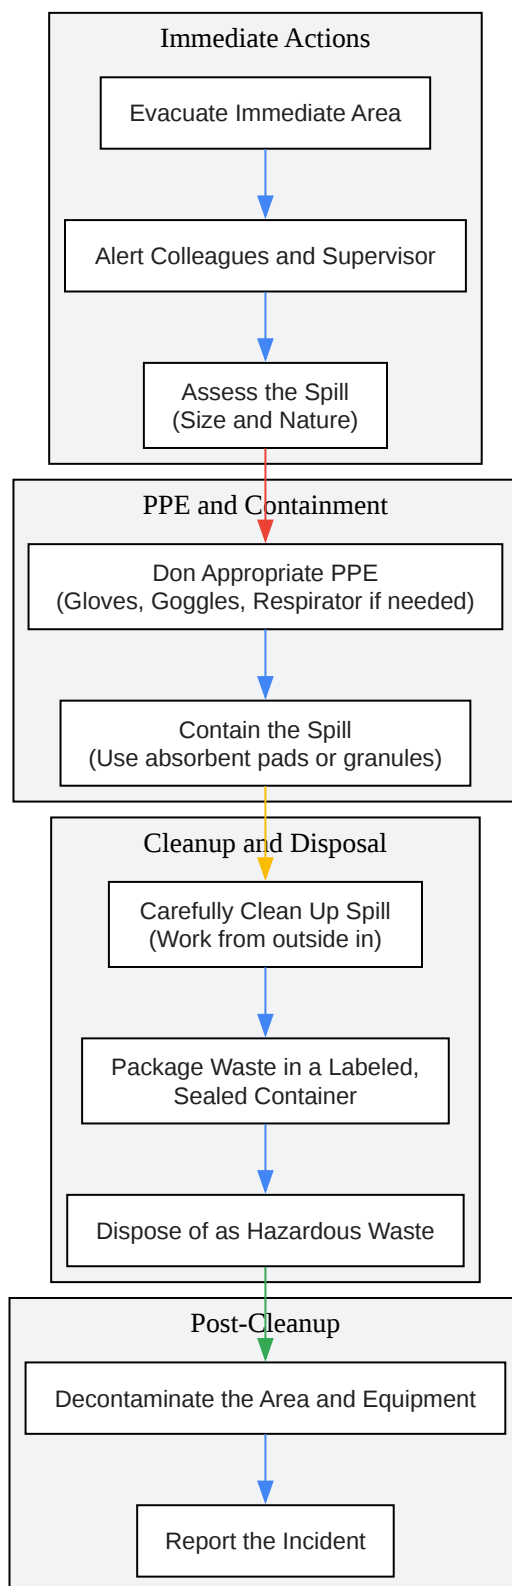 Immediate Actions
Evacuate Immediate Area
Alert Colleagues and Supervisor
Assess the Spill
(Size and Nature)
PPE and Containment
Don Appropriate PPE
(Gloves, Goggles, Respirator if needed)
Contain the Spill
(Use absorbent pads or granules)
Cleanup and Disposal
Carefully Clean Up Spill
(Work from outside in)
Package Waste in a Labeled,
Sealed Container
Dispose of as Hazardous Waste
Post-Cleanup
Decontaminate the Area and Equipment
Report the Incident